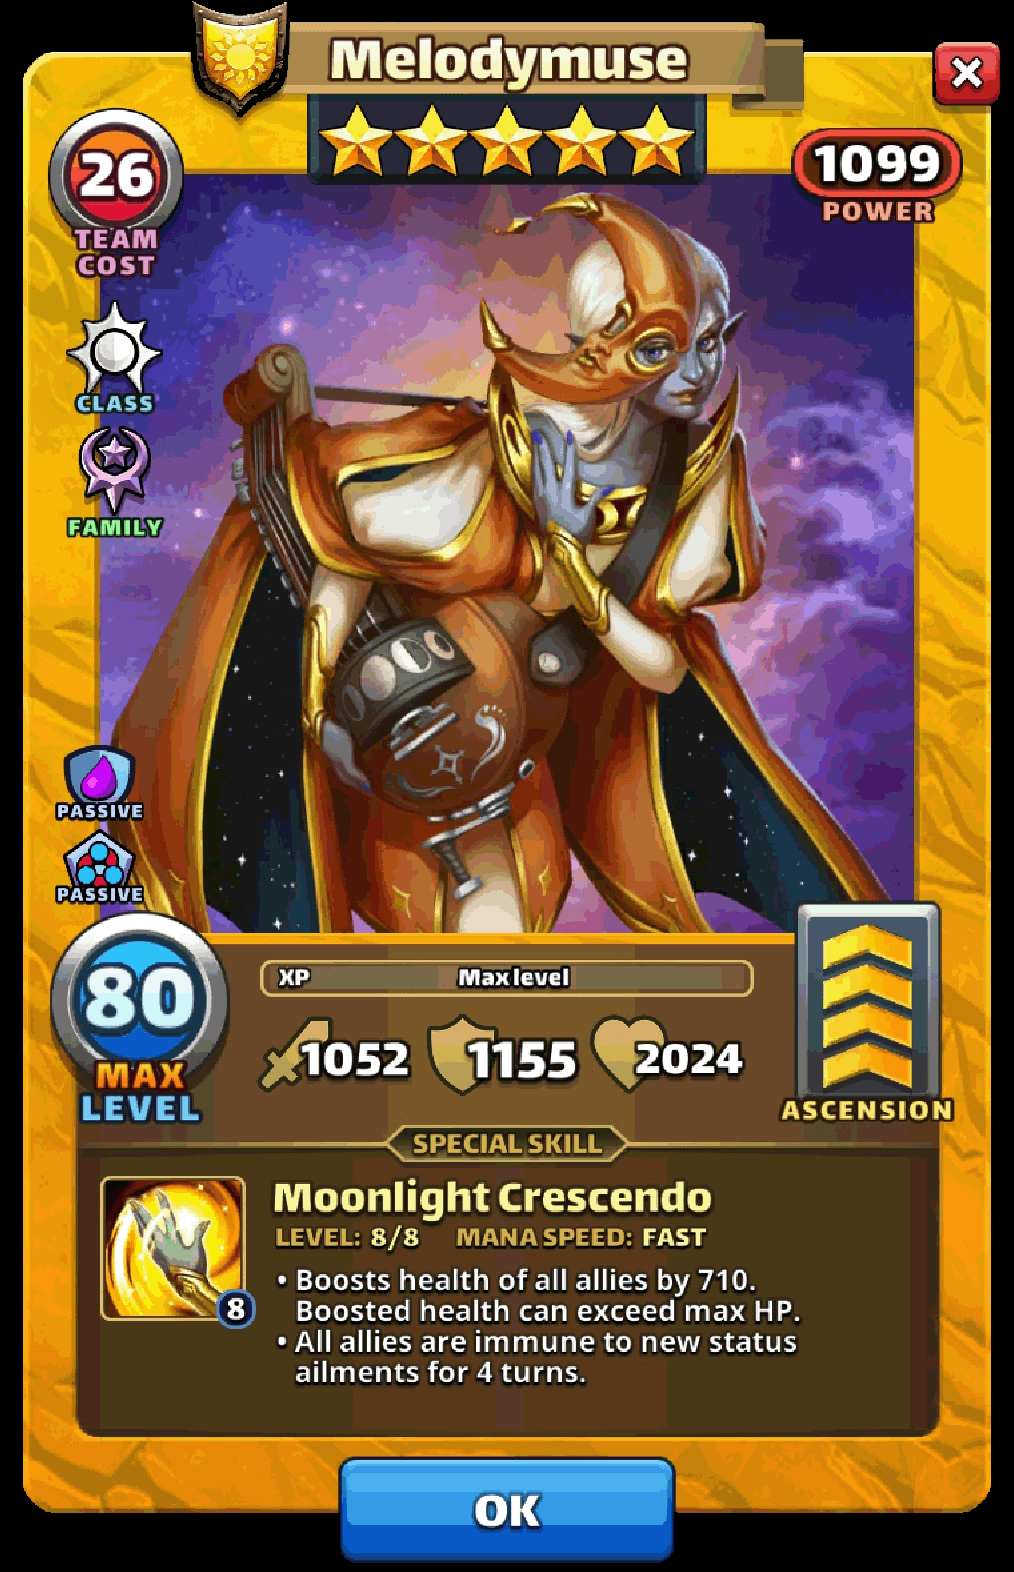 Melodymuse
26
TEAM
COST
1099
POWER
CLASS
FAMILY
PASSIVE
PASSIVE
80
MAX
LEVEL
XP Max level
1052 1155 2024
ASCENSION
SPECIAL SKILL
Moonlight Crescendo
LEVEL: 8/8 MANA SPEED: FAST
8
• Boosts health of all allies by 710.
Boosted health can exceed max HP.
• All allies are immune to new status
ailments for 4 turns.
OK